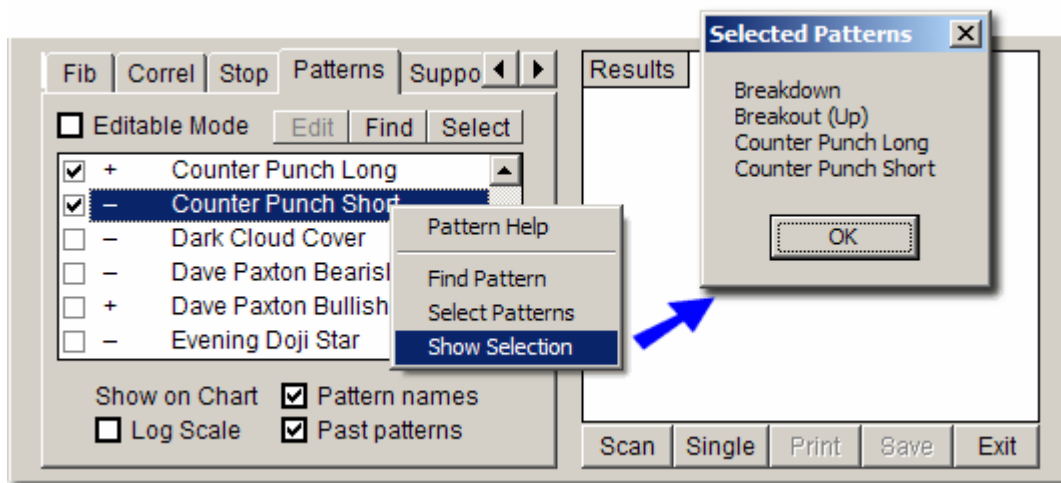 Selected Patterns
Breakdown
Breakout (Up)
Counter Punch Long
Counter Punch Short
OK
Fib Correl Stop Patterns Suppo
Editable Mode Edit Find Select
+ Counter Punch Long
– Counter Punch Short
– Dark Cloud Cover
– Dave Paxton
+ Dave Paxton Bullish
– Evening Doji Star
Pattern Help
Find Pattern
Select Patterns
Show Selection
Show on Chart Pattern names
Log Scale Past patterns
Results
Scan Single Print Save Exit